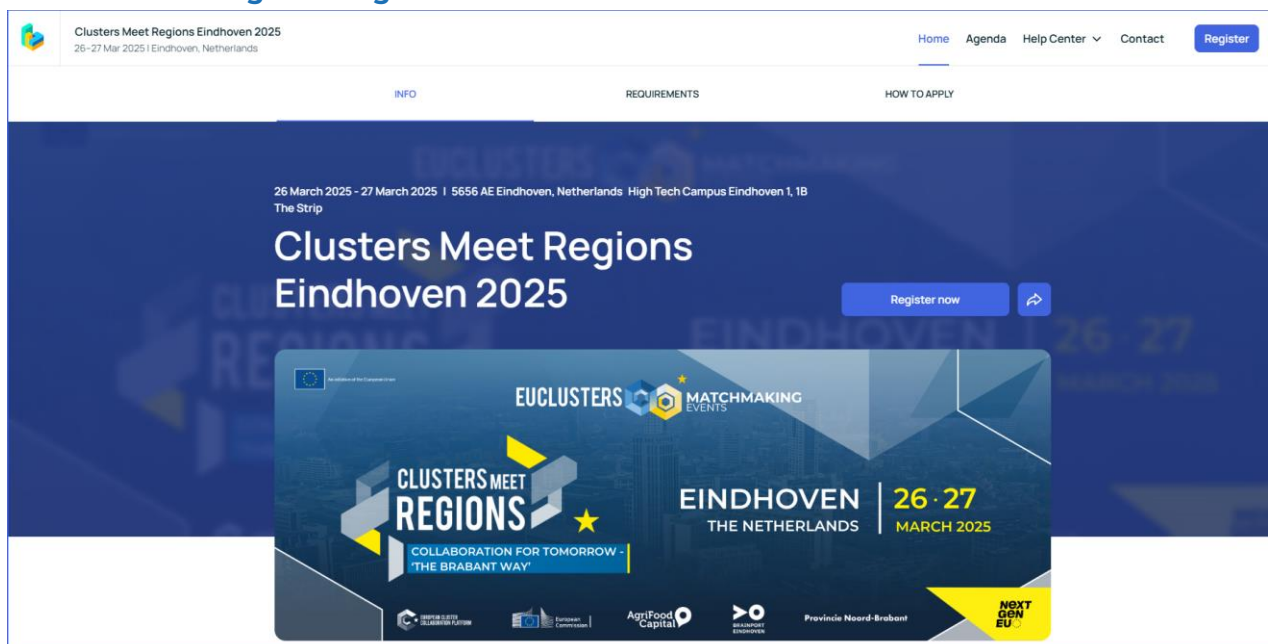 Clusters Meet Regions Eindhoven 2025
26-27 Mar 2025 | Eindhoven, Netherlands
Home Agenda Help Center Contact Register
INFO REQUIREMENTS HOW TO APPLY
26 March 2025 - 27 March 2025 | 5656 AE Eindhoven, Netherlands High Tech Campus Eindhoven 1, 1B
The Strip
Clusters Meet Regions
Eindhoven 2025
Register now
EUCLUSTERS MATCHMAKING
EVENTS
CLUSTERS MEET
REGIONS
COLLABORATION FOR TOMORROW -
'THE BRABANT WAY'
EINDHOVEN
THE NETHERLANDS
26 · 27
MARCH 2025
EUROPEAN CLUSTER
COLLABORATION PLATFORM
European
Commission
AgriFood
Capital
BRAINPORT
EINDHOVEN
Provincie Noord-Brabant
NEXT
GEN
EU